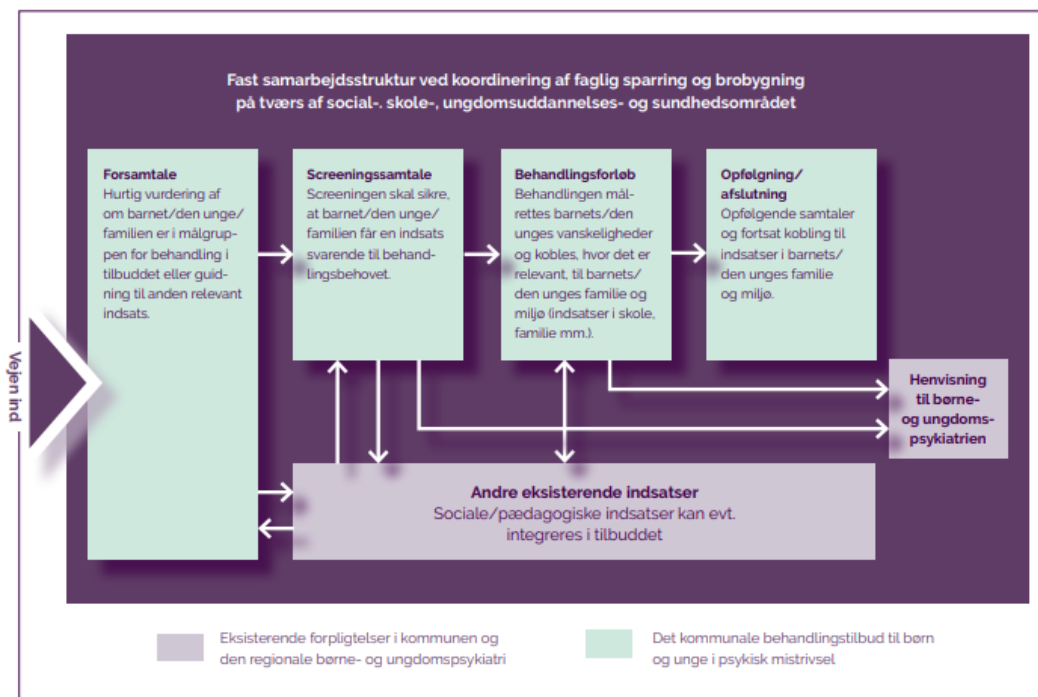 Fast samarbejdsstruktur ved koordinering af faglig sparring og brobygning
på tværs af social-. skole-, ungdomsuddannelses- og sundhedsområdet
Vejen ind
Forsamtale
Hurtig vurdering af
om barnet/den unge/
familien er i målgrup-
pen for behandling i
tilbuddet eller guid-
ning til anden relevant
indsats.
Screeningssamtale
Screeningen skal sikre,
at barnet/den unge/
familien får en indsats
svarende til behand-
lingsbehovet.
Behandlingsforløb
Behandlingen mål-
rettes barnets/den
unges vanskeligheder
og kobles, hvor det er
relevant, til barnets/
den unges familie og
miljø (indsatser i skole,
familie mm.).
Opfølgning/
afslutning
Opfølgende samtaler
og fortsat kobling til
indsatser i barnets/
den unges familie
og miljø.
Henvisning
til børne-
og ungdoms-
psykiatrien
Andre eksisterende indsatser
Sociale/pædagogiske indsatser kan evt.
integreres i tilbuddet
Eksisterende forpligtelser i kommunen og
den regionale børne- og ungdomspsykiatri
Det kommunale behandlingstilbud til børn
og unge i psykisk mistrivsel